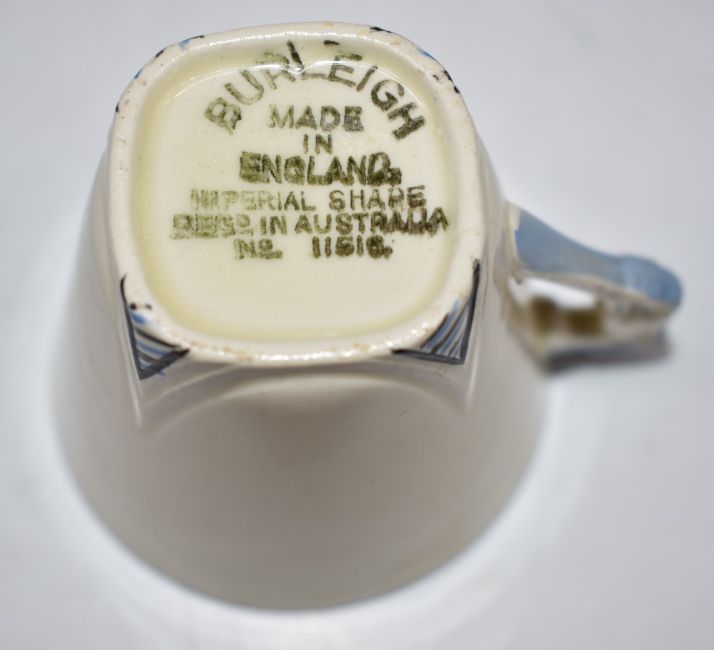 BURLEIGH
MADE
IN
ENGLAND.
IMPERIAL SHAPE
REGD. IN AUSTRALIA
No. 11516.